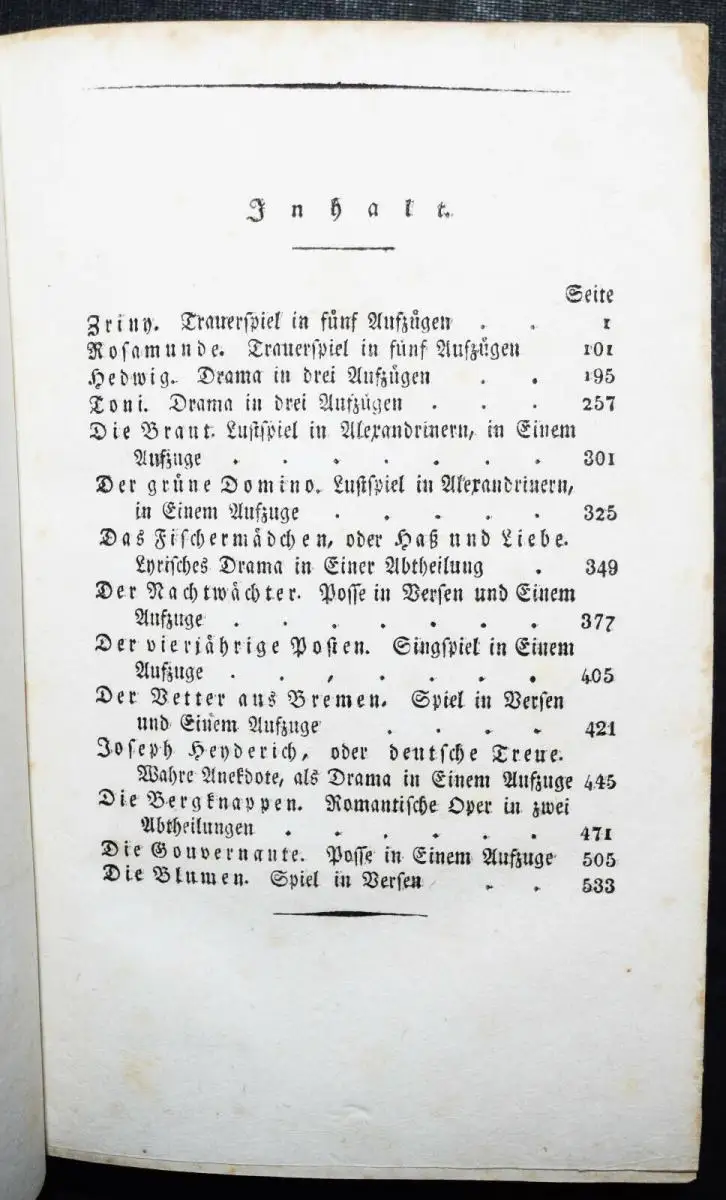 Inhalt.
Seite
Zriny. Trauerspiel in fünf Aufzügen . . 1
Rosamunde. Trauerspiel in fünf Aufzügen 101
Hedwig. Drama in drei Aufzügen . . 195
Toni. Drama in drei Aufzügen . . . 257
Die Braut. Lustspiel in Alexandrinern, in Einem
Aufzuge . . . . . . . 301
Der grüne Domino. Lustspiel in Alexandrinern,
in Einem Aufzuge . . . . . 325
Das Fischermädchen, oder Haß und Liebe.
Lyrisches Drama in Einer Abtheilung . 349
Der Nachtwächter. Posse in Versen und Einem
Aufzuge . . . . . . . 377
Der vierjährige Posten. Singspiel in Einem
Aufzuge . . . . . . . 405
Der Vetter aus Bremen. Spiel in Versen
und Einem Aufzuge . . . . 421
Joseph Heyderich, oder deutsche Treue.
Wahre Anekdote, als Drama in Einem Aufzuge 445
Die Bergknappen. Romantische Oper in zwei
Abtheilungen . . . . . . 471
Die Gouvernante. Posse in Einem Aufzuge 505
Die Blumen. Spiel in Versen . . 533